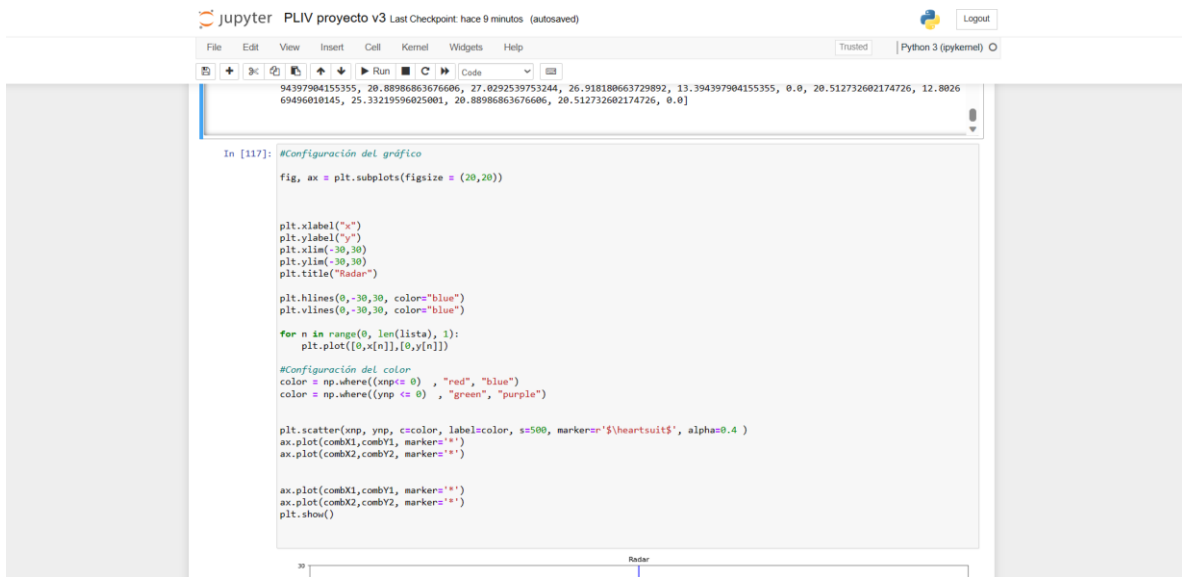 jupyter PLIV proyecto v3 Last Checkpoint: hace 9 minutos (autosaved)
Logout
File Edit View Insert Cell Kernel Widgets Help
Trusted
Python 3 (ipykernel)
Run
Code
94397904155355, 20.88986863676606, 27.0292539753244, 26.918180663729892, 13.394397904155355, 0.0, 20.512732602174726, 12.8026
69496010145, 25.33219596025001, 20.88986863676606, 20.512732602174726, 0.0]
In [117]: #Configuración del gráfico
fig, ax = plt.subplots(figsize = (20,20))
plt.xlabel("x")
plt.ylabel("y")
plt.xlim(-30,30)
plt.ylim(-30,30)
plt.title("Radar")
plt.hlines(0,-30,30, color="blue")
plt.vlines(0,-30,30, color="blue")
for n in range(0, len(lista), 1):
    plt.plot([0,x[n]],[0,y[n]])
#Configuración del color
color = np.where((xnp<= 0)  , "red", "blue")
color = np.where((ynp <= 0)  , "green", "purple")
plt.scatter(xnp, ynp, c=color, label=color, s=500, marker=r'$\heartsuit$', alpha=0.4 )
ax.plot(combX1,combY1, marker='*')
ax.plot(combX2,combY2, marker='*')
ax.plot(combX1,combY1, marker='*')
ax.plot(combX2,combY2, marker='*')
plt.show()
Radar
30